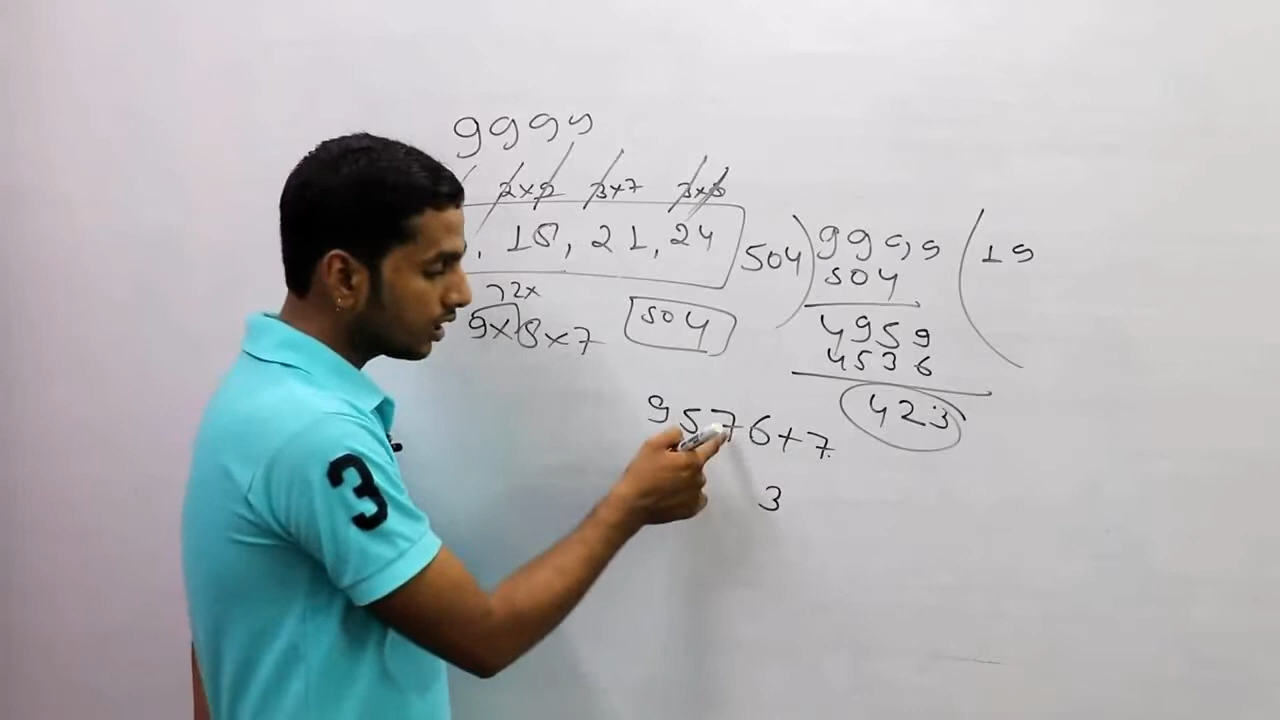 9999
2x9 3x7 3x8
, 18, 21, 24
72x
9x8x7
504
504) 9999 (19
504
4959
4536
423
9576+7
3
3